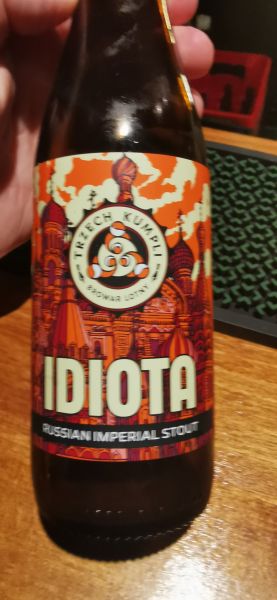 TRZECH KUMPLI
BROWAR LOTNY
IDIOTA
RUSSIAN IMPERIAL STOUT